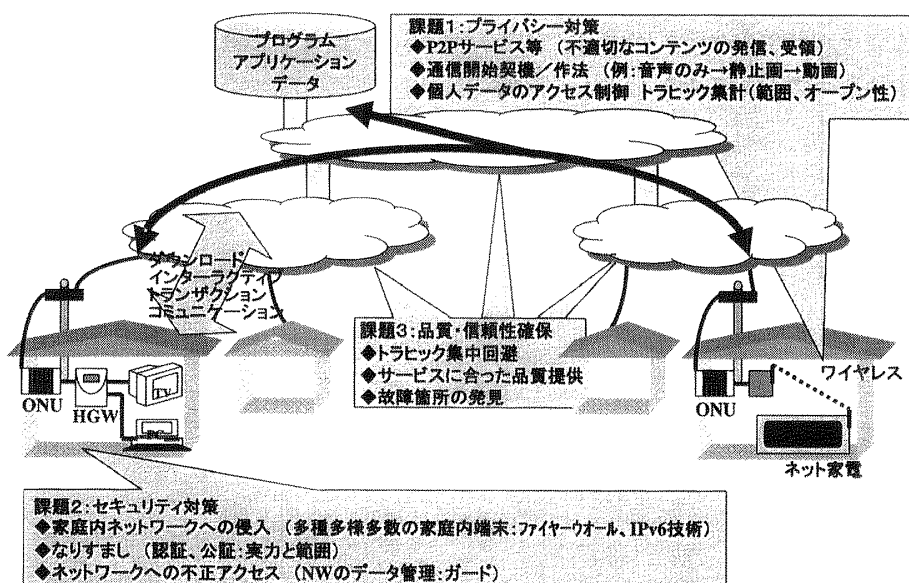 課題1:プライバシー対策
◆P2Pサービス等 (不適切なコンテンツの発信、受領)
◆通信開始契機/作法 (例:音声のみ→静止画→動画)
◆個人データのアクセス制御 トラヒック集計(範囲、オープン性)
プログラム
アプリケーション
データ
ダウンロード
インターラクティブ
トランザクション
コミュニケーション
課題3:品質・信頼性確保
◆トラヒック集中回避
◆サービスに合った品質提供
◆故障箇所の発見
ONU
HGW
TV
PC
ONU
ワイヤレス
ネット家電
課題2:セキュリティ対策
◆家庭内ネットワークへの侵入 (多種多様多数の家庭内端末:ファイヤーウオール、IPv6技術)
◆なりすまし (認証、公証:実力と範囲)
◆ネットワークへの不正アクセス (NWのデータ管理:ガード)